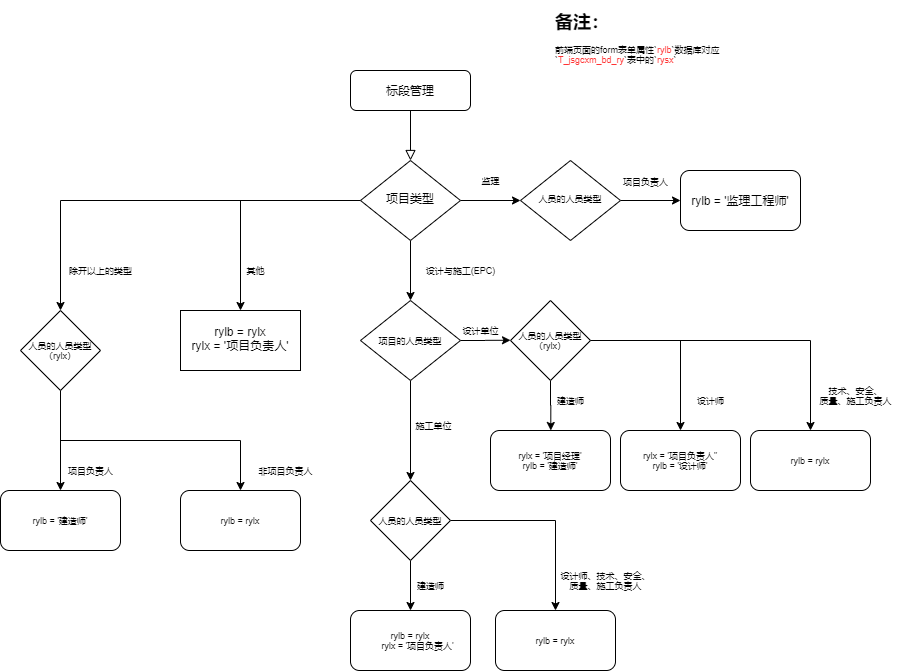 备注：
前端页面的form表单属性`rylb`数据库对应
`T_jsgcxm_bd_ry`表中的`rysx`
标段管理
项目类型
监理
人员的人员类型
项目负责人
rylb = '监理工程师'
除开以上的类型
其他
设计与施工(EPC)
人员的人员类型
（rylx）
rylb = rylx
rylx = '项目负责人'
项目的人员类型
设计单位
人员的人员类型
（rylx）
建造师
设计师
技术、安全、
质量、施工负责人
施工单位
rylx = '项目经理'
rylb = '建造师'
rylx = '项目负责人''
rylb = '设计师'
rylb = rylx
项目负责人
非项目负责人
rylb = '建造师'
rylb = rylx
人员的人员类型
建造师
设计师、技术、安全、
质量、施工负责人
rylb = rylx
rylx = '项目负责人'
rylb = rylx